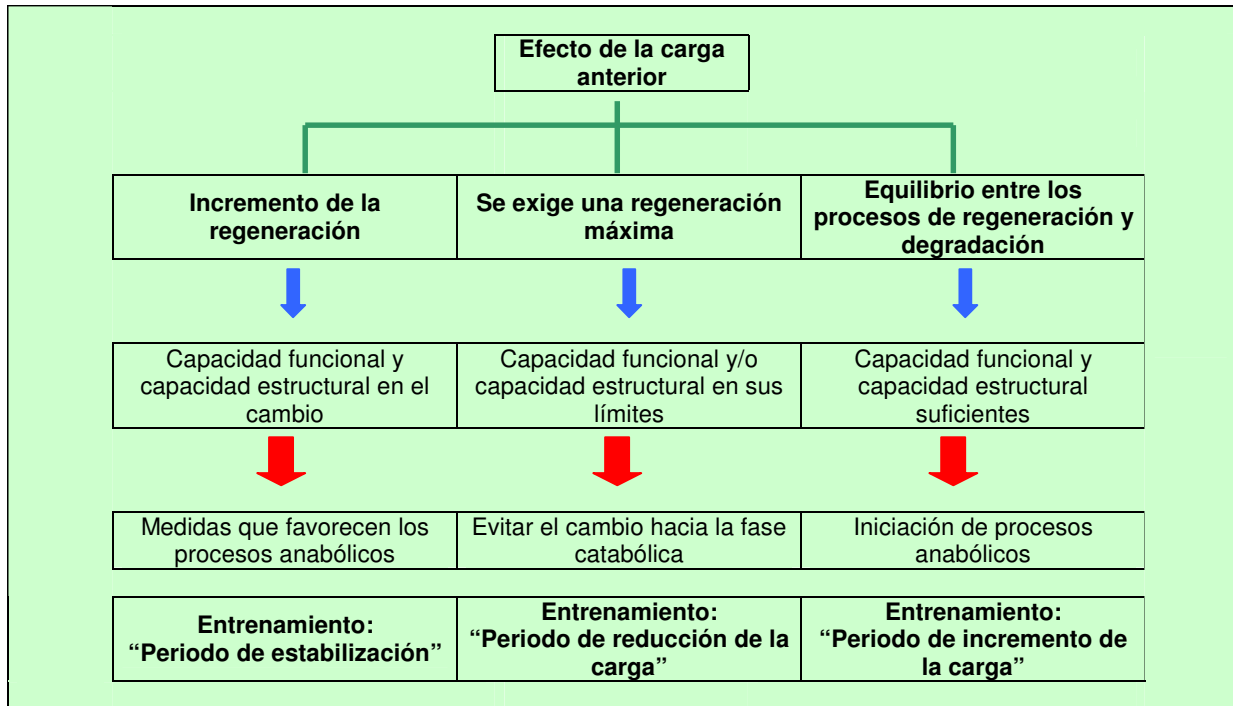 Efecto de la carga
anterior
Incremento de la
regeneración
Se exige una regeneración
máxima
Equilibrio entre los
procesos de regeneración y
degradación
Capacidad funcional y
capacidad estructural en el
cambio
Capacidad funcional y/o
capacidad estructural en sus
límites
Capacidad funcional y
capacidad estructural
suficientes
Medidas que favorecen los
procesos anabólicos
Evitar el cambio hacia la fase
catabólica
Iniciación de procesos
anabólicos
Entrenamiento:
“Periodo de estabilización”
Entrenamiento:
“Periodo de reducción de la
carga”
Entrenamiento:
“Periodo de incremento de
la carga”